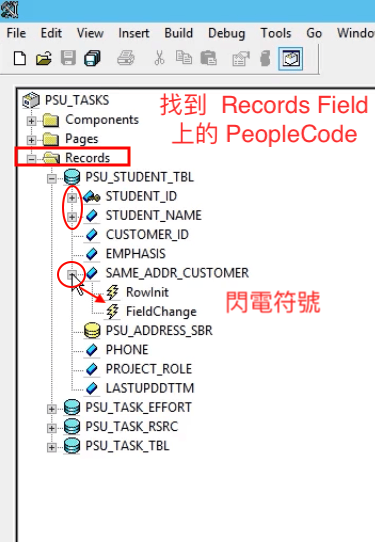 File Edit View Insert Build Debug Tools Go Windo
PSU_TASKS
找到 Records Field
上的 PeopleCode
Components
Pages
Records
PSU_STUDENT_TBL
STUDENT_ID
STUDENT_NAME
CUSTOMER_ID
EMPHASIS
SAME_ADDR_CUSTOMER
RowInit
FieldChange
閃電符號
PSU_ADDRESS_SBR
PHONE
PROJECT_ROLE
LASTUPDDTTM
PSU_TASK_EFFORT
PSU_TASK_RSRC
PSU_TASK_TBL